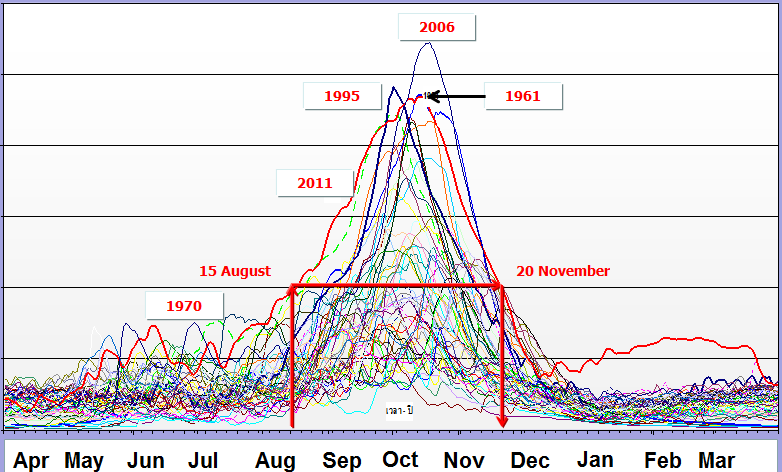 2006
1995
1961
2011
15 August
20 November
1970
เวลา - ปี
Apr May Jun Jul Aug Sep Oct Nov Dec Jan Feb Mar